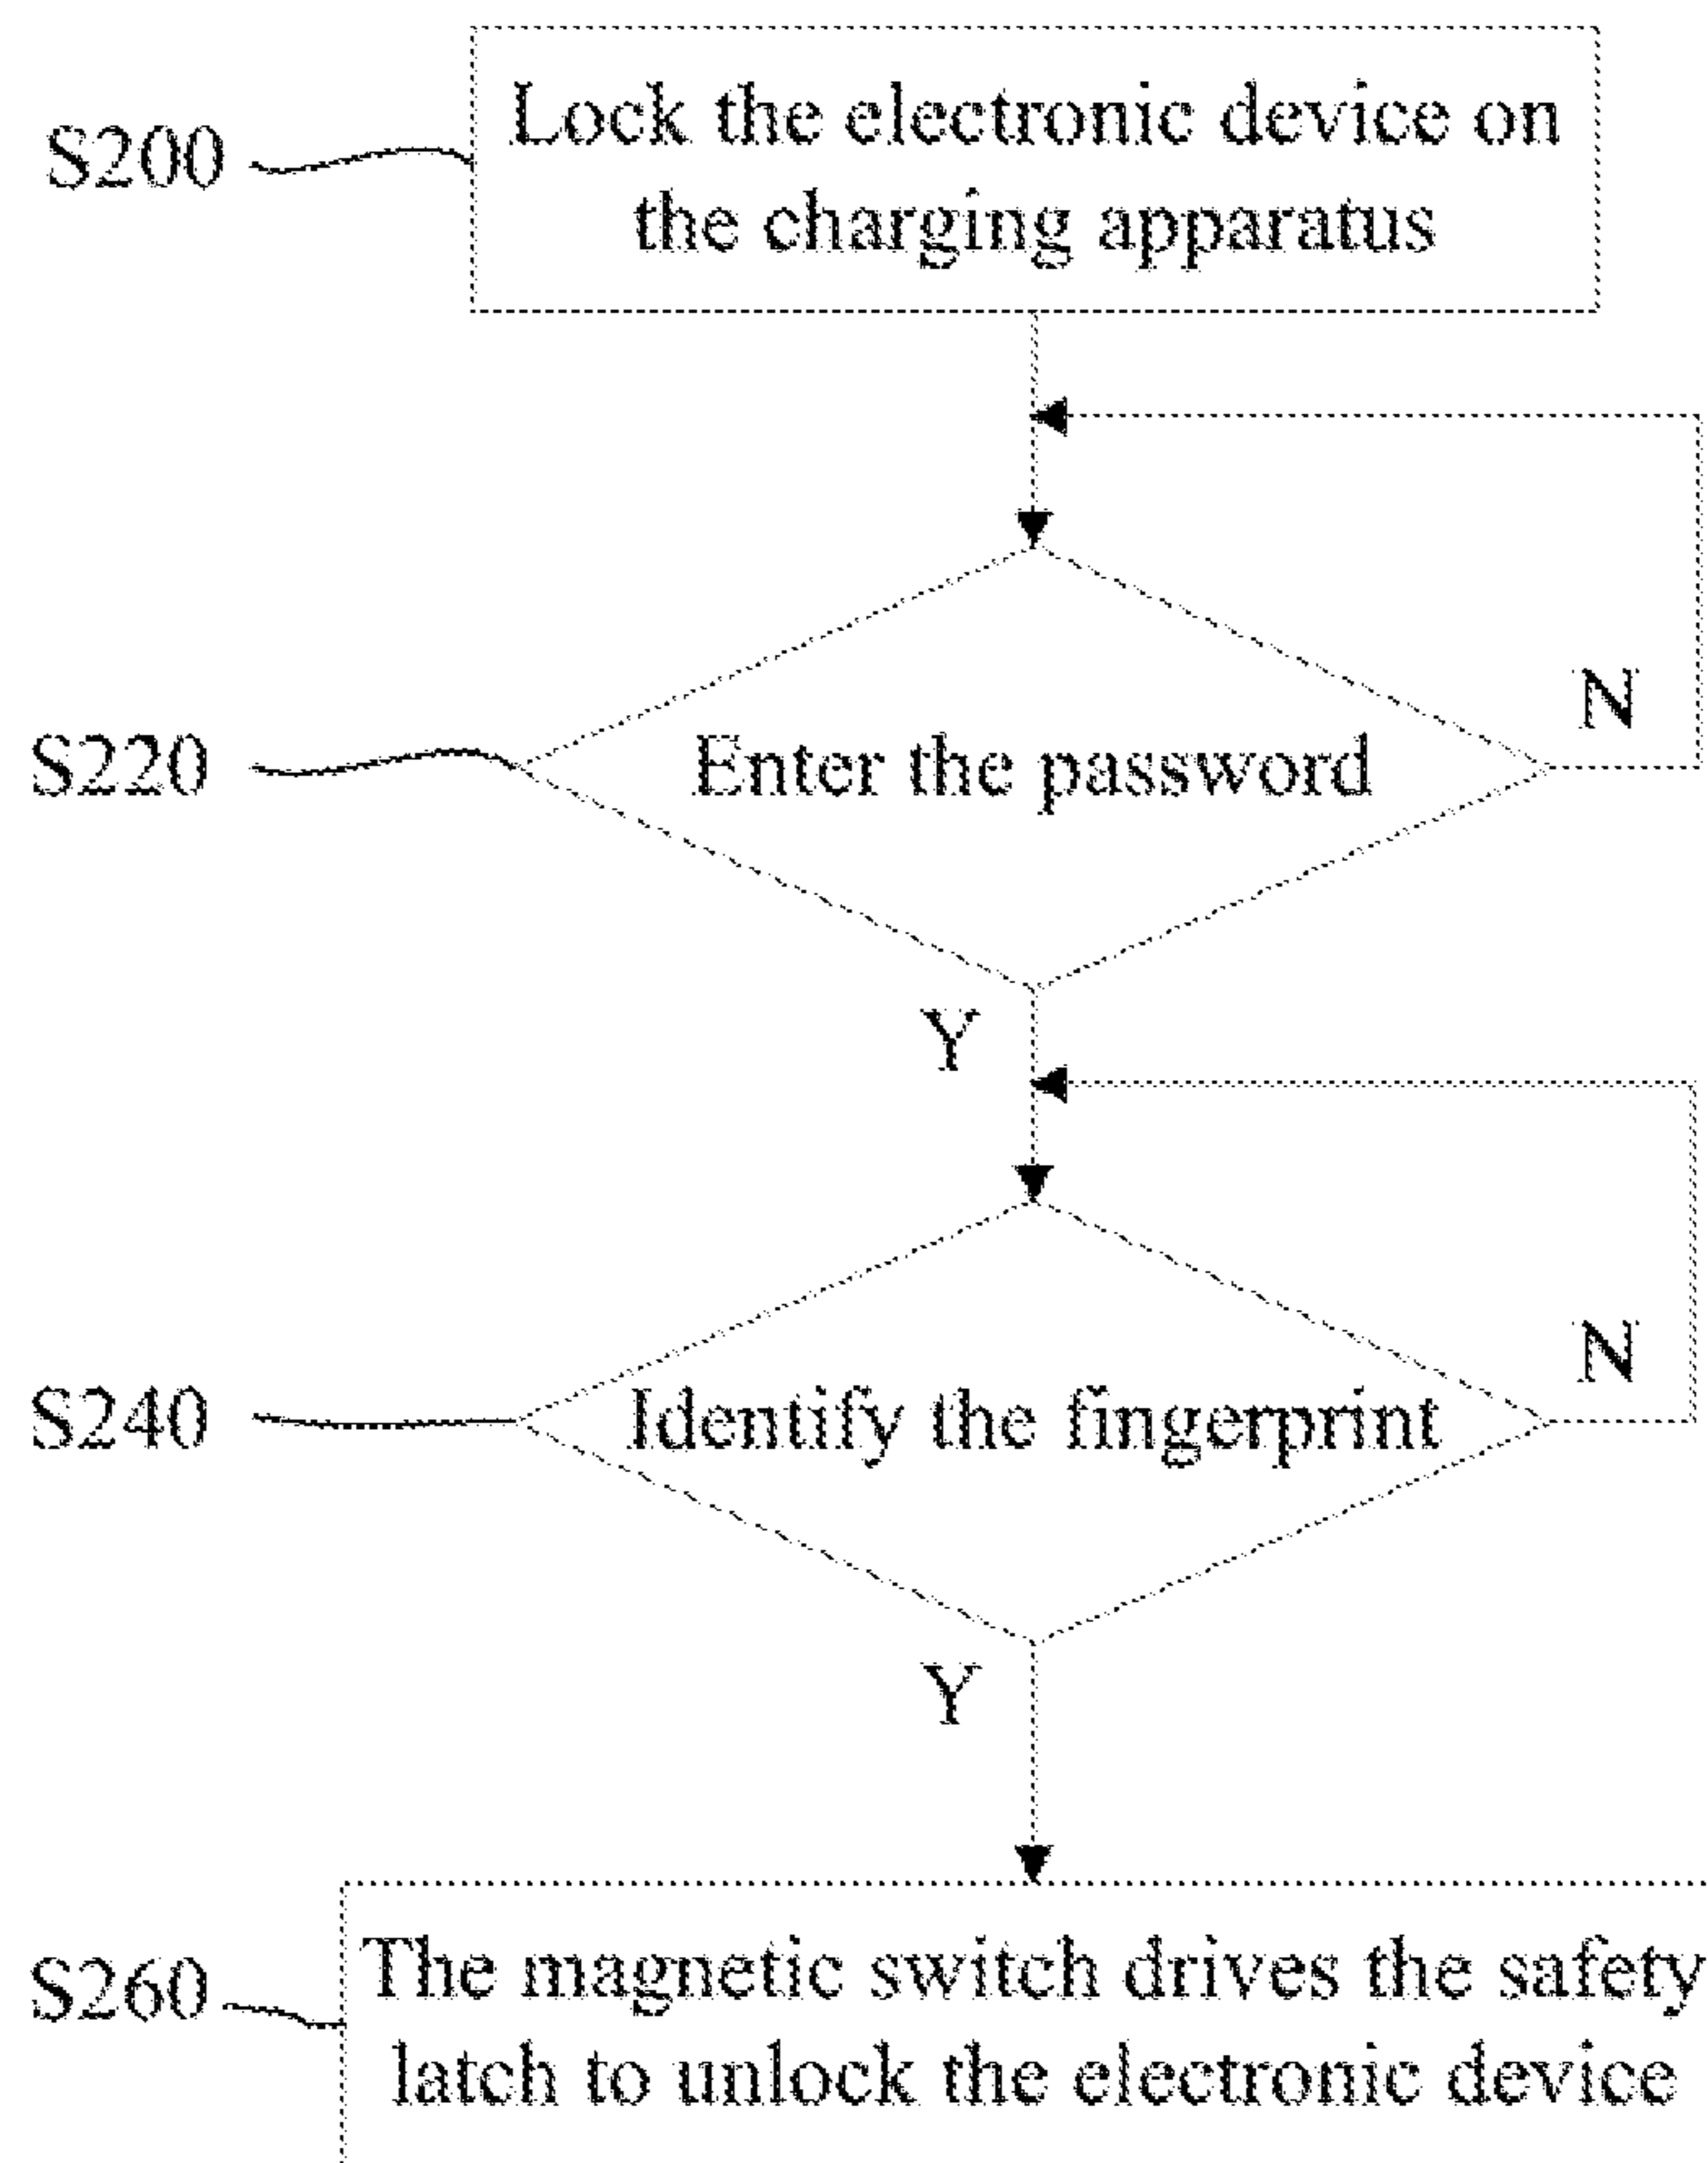 S200
Lock the electronic device on
the charging apparatus
N
S220
Enter the password
Y
N
S240
Identify the fingerprint
Y
S260
The magnetic switch drives the safety
latch to unlock the electronic device